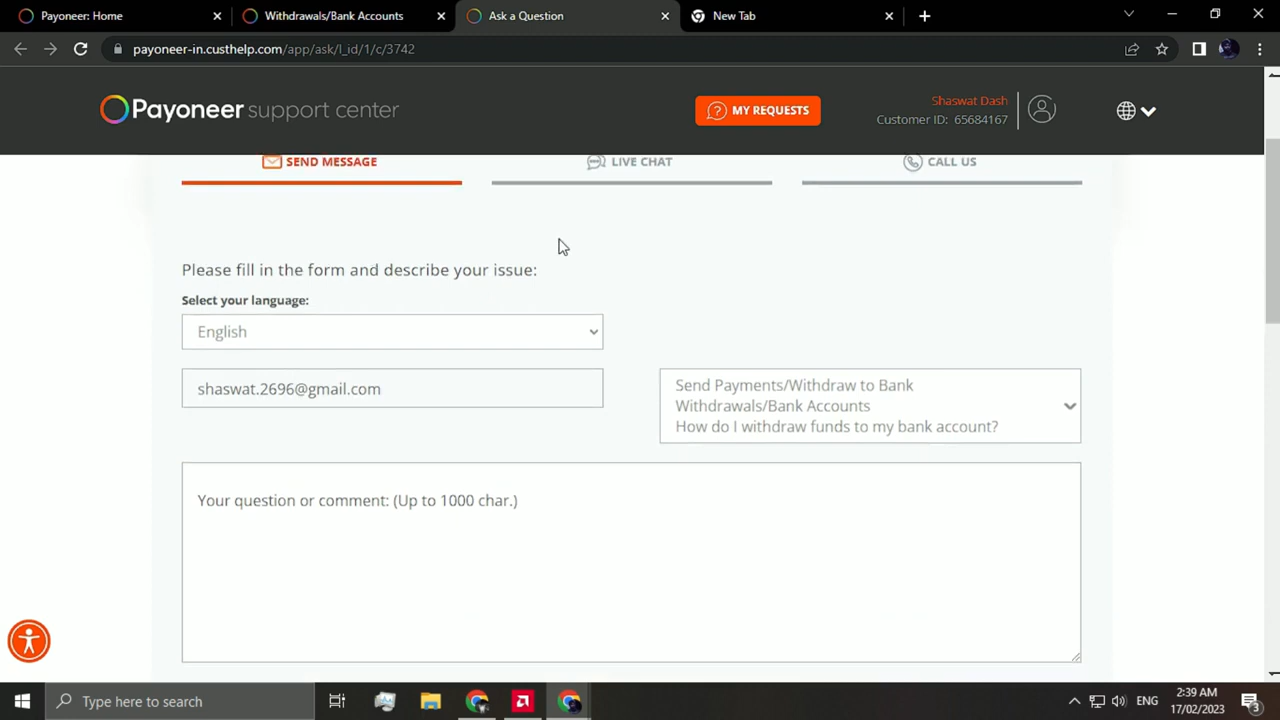 Payoneer: Home
Withdrawals/Bank Accounts
Ask a Question
New Tab
payoneer-in.custhelp.com/app/ask/l_id/1/c/3742
Payoneer support center
MY REQUESTS
Shaswat Dash
Customer ID: 65684167
SEND MESSAGE
LIVE CHAT
CALL US
Please fill in the form and describe your issue:
Select your language:
English
shaswat.2696@gmail.com
Send Payments/Withdraw to Bank
Withdrawals/Bank Accounts
How do I withdraw funds to my bank account?
Your question or comment: (Up to 1000 char.)
Type here to search
ENG
2:39 AM
17/02/2023
3